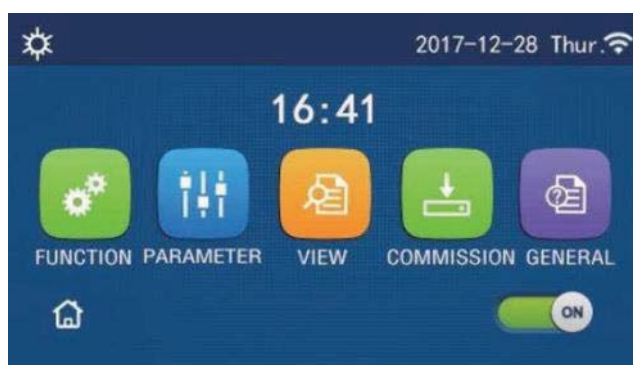 2017-12-28 Thur.
16:41
FUNCTION PARAMETER VIEW COMMISSION GENERAL
ON